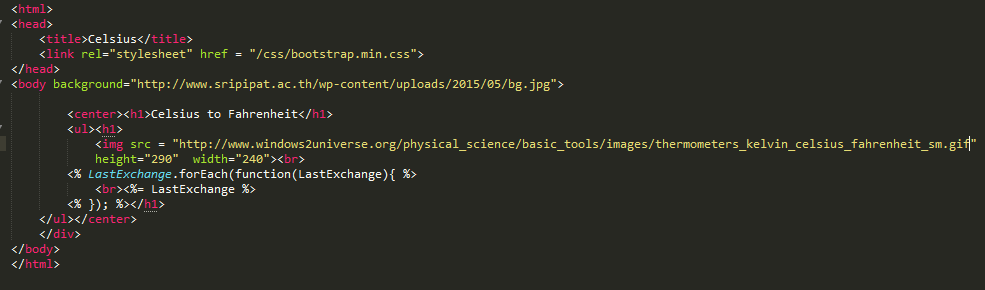 <html>
<head>
<title>Celsius</title>
<link rel="stylesheet" href = "/css/bootstrap.min.css">
</head>
<body background="http://www.sripipat.ac.th/wp-content/uploads/2015/05/bg.jpg">
<center><h1>Celsius to Fahrenheit</h1>
<ul><h1>
<img src = "http://www.windows2universe.org/physical_science/basic_tools/images/thermometers_kelvin_celsius_fahrenheit_sm.gif"
height="290"  width="240"><br>
<% LastExchange.forEach(function(LastExchange){ %>
<br><%= LastExchange %>
<% }); %></h1>
</ul></center>
</div>
</body>
</html>